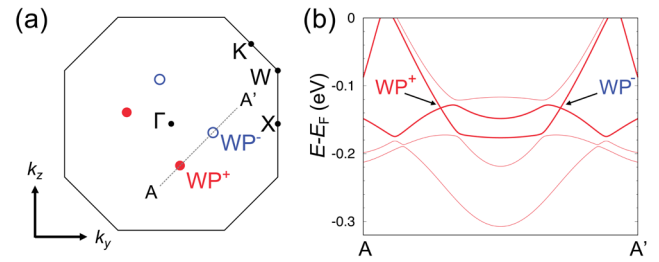 (a)
K
W
A'
Γ
X
WP-
WP+
A
kz
ky
(b)
E-EF (eV)
0
-0.1
-0.2
-0.3
WP+
WP-
A
A'